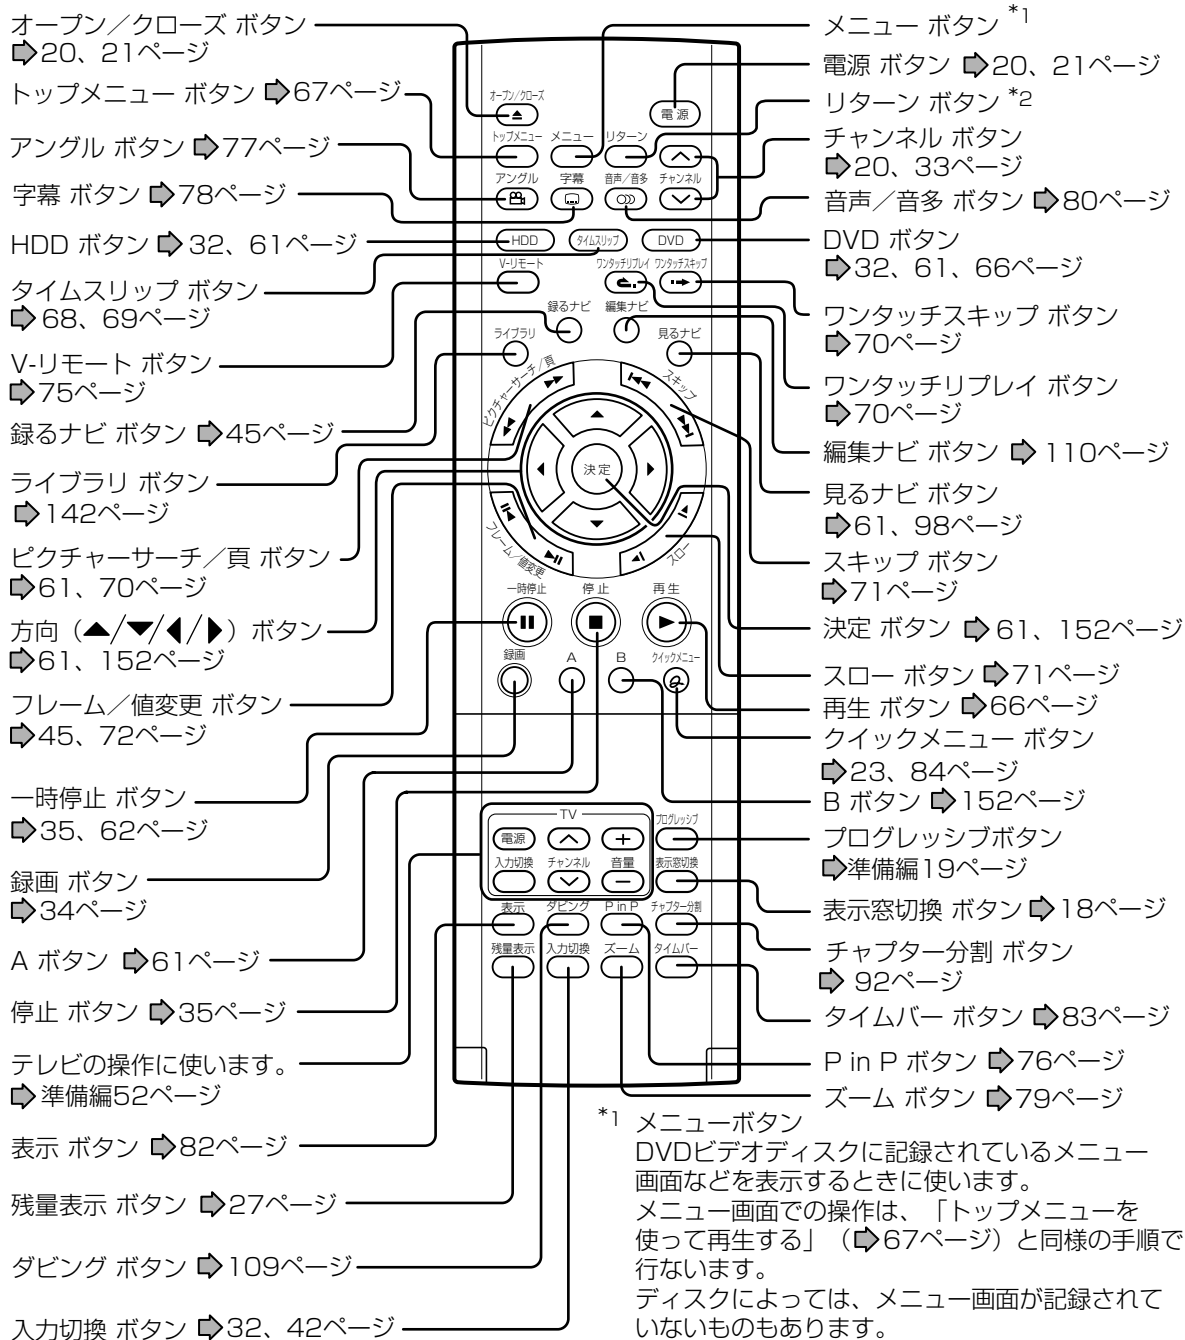 オープン／クローズ ボタン
⇨20、21ページ
トップメニュー ボタン ⇨67ページ
アングル ボタン ⇨77ページ
字幕 ボタン ⇨78ページ
HDD ボタン ⇨32、61ページ
タイムスリップ ボタン
⇨68、69ページ
V-リモート ボタン
⇨75ページ
録るナビ ボタン ⇨45ページ
ライブラリ ボタン
⇨142ページ
ピクチャーサーチ／頁 ボタン
⇨61、70ページ
方向（▲/▼/◀/▶）ボタン
⇨61、152ページ
フレーム／値変更 ボタン
⇨45、72ページ
一時停止 ボタン
⇨35、62ページ
録画 ボタン
⇨34ページ
A ボタン ⇨61ページ
停止 ボタン ⇨35ページ
テレビの操作に使います。
⇨準備編52ページ
表示 ボタン ⇨82ページ
残量表示 ボタン ⇨27ページ
ダビング ボタン ⇨109ページ
入力切換 ボタン ⇨32、42ページ
オープン/クローズ
電源
トップメニュー メニュー リターン
アングル 字幕 音声/音多 チャンネル
HDD タイムスリップ DVD
V-リモート ワンタッチリプレイ ワンタッチスキップ
録るナビ 編集ナビ
ライブラリ 見るナビ
ピクチャーサーチ/頁 スキップ
決定
フレーム/値変更 スロー
一時停止 停止 再生
録画 A B クイックメニュー
TV プログレッシブ
電源 ＋
入力切換 チャンネル 音量 表示窓切換
－
表示 ダビング P in P チャプター分割
残量表示 入力切換 ズーム タイムバー
メニュー ボタン *1
電源 ボタン ⇨20、21ページ
リターン ボタン *2
チャンネル ボタン
⇨20、33ページ
音声／音多 ボタン ⇨80ページ
DVD ボタン
⇨32、61、66ページ
ワンタッチスキップ ボタン
⇨70ページ
ワンタッチリプレイ ボタン
⇨70ページ
編集ナビ ボタン ⇨110ページ
見るナビ ボタン
⇨61、98ページ
スキップ ボタン
⇨71ページ
決定 ボタン ⇨61、152ページ
スロー ボタン ⇨71ページ
再生 ボタン ⇨66ページ
クイックメニュー ボタン
⇨23、84ページ
B ボタン ⇨152ページ
プログレッシブボタン
⇨準備編19ページ
表示窓切換 ボタン ⇨18ページ
チャプター分割 ボタン
⇨92ページ
タイムバー ボタン ⇨83ページ
P in P ボタン ⇨76ページ
ズーム ボタン ⇨79ページ
*1 メニューボタン
DVDビデオディスクに記録されているメニュー
画面などを表示するときに使います。
メニュー画面での操作は、「トップメニューを
使って再生する」（⇨67ページ）と同様の手順で
行ないます。
ディスクによっては、メニュー画面が記録されて
いないものもあります。